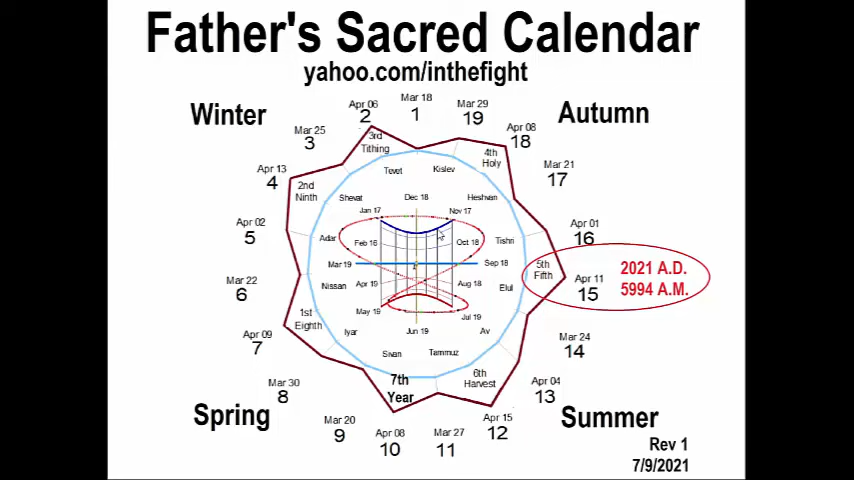 Father's Sacred Calendar
yahoo.com/inthefight
Winter
Autumn
Mar 18
1
Mar 29
19
Apr 08
18
Mar 21
17
Apr 01
16
Apr 11
15
Mar 24
14
Apr 04
13
Apr 15
12
Mar 27
11
Apr 08
10
Mar 20
9
Mar 30
8
Apr 09
7
Mar 22
6
Apr 02
5
Apr 13
4
Mar 25
3
Apr 06
2
3rd
Tithing
4th
Holy
5th
Fifth
6th
Harvest
7th
Year
1st
Eighth
2nd
Ninth
Tevet
Kislev
Heshvan
Tishri
Elul
Av
Tammuz
Sivan
Iyar
Nissan
Adar
Shevat
Dec 18
Nov 17
Oct 18
Sep 18
Aug 18
Jul 19
Jun 19
May 19
Apr 19
Mar 19
Feb 16
Jan 17
2021 A.D.
5994 A.M.
Spring
Summer
Rev 1
7/9/2021